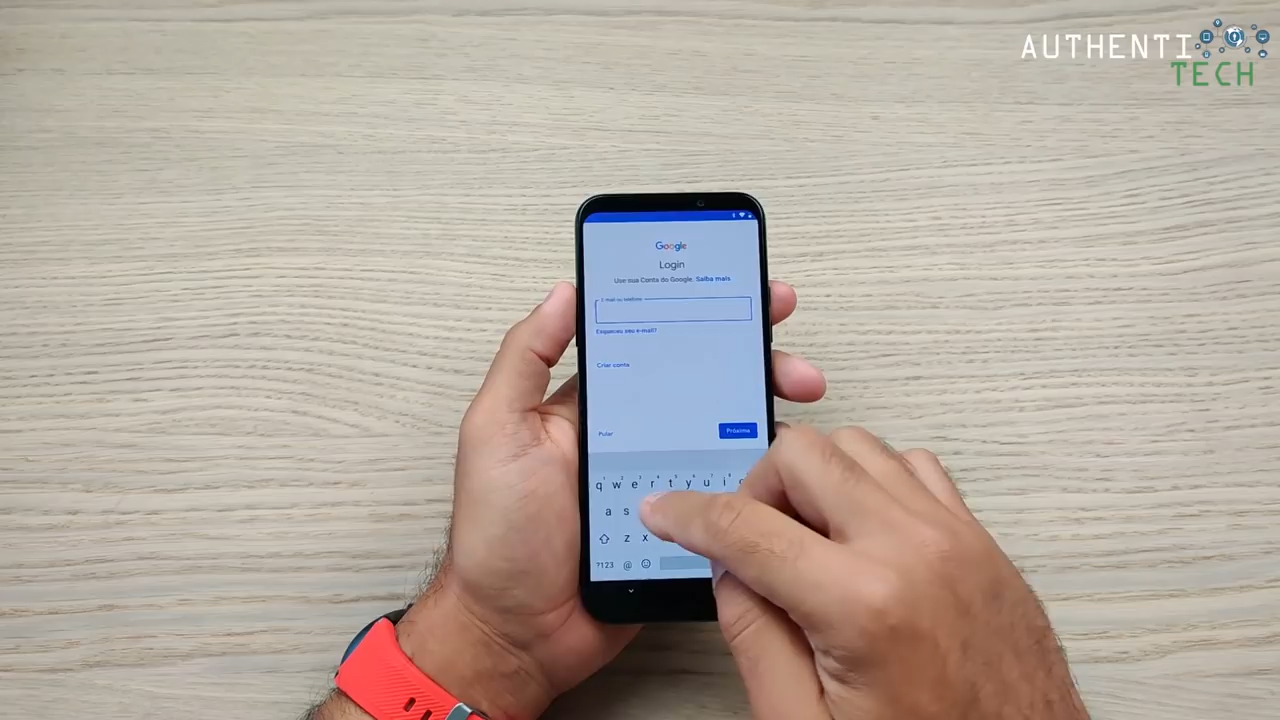 AUTHENTI
TECH
Google
Login
Use sua Conta do Google. Saiba mais
E-mail ou telefone
Esqueceu seu e-mail?
Criar conta
Pular
Próxima
q w e r t y u i
a s
z x
?123 @